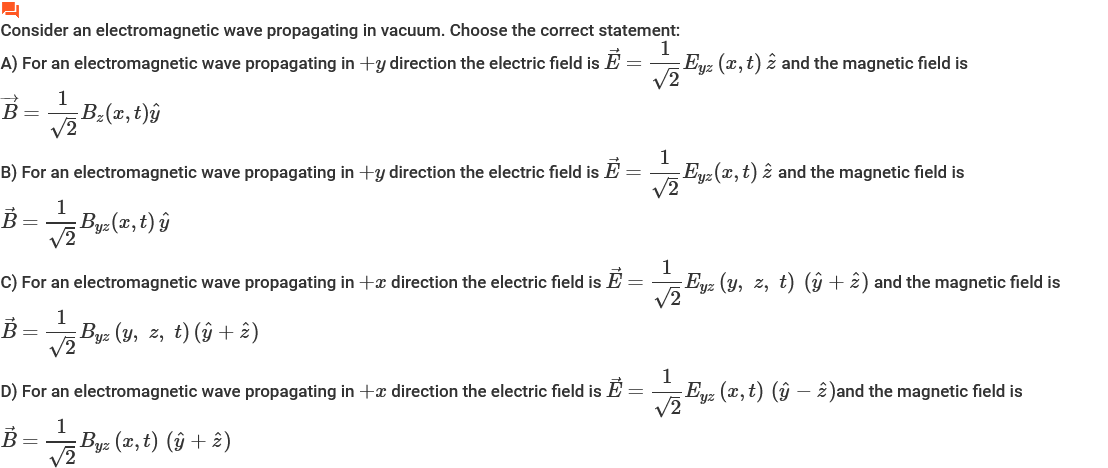 Consider an electromagnetic wave propagating in vacuum. Choose the correct statement:
A) For an electromagnetic wave propagating in $+y$ direction the electric field is $\vec{E} = \frac{1}{\sqrt{2}} E_{yz}(x, t)\hat{z}$ and the magnetic field is
$\overrightarrow{B} = \frac{1}{\sqrt{2}} B_{z}(x, t)\hat{y}$
B) For an electromagnetic wave propagating in $+y$ direction the electric field is $\vec{E} = \frac{1}{\sqrt{2}} E_{yz}(x, t)\hat{z}$ and the magnetic field is
$\vec{B} = \frac{1}{\sqrt{2}} B_{yz}(x, t)\hat{y}$
C) For an electromagnetic wave propagating in $+x$ direction the electric field is $\vec{E} = \frac{1}{\sqrt{2}} E_{yz}(y, z, t)(\hat{y} + \hat{z})$ and the magnetic field is
$\vec{B} = \frac{1}{\sqrt{2}} B_{yz}(y, z, t)(\hat{y} + \hat{z})$
D) For an electromagnetic wave propagating in $+x$ direction the electric field is $\vec{E} = \frac{1}{\sqrt{2}} E_{yz}(x, t)(\hat{y} - \hat{z})$and the magnetic field is
$\vec{B} = \frac{1}{\sqrt{2}} B_{yz}(x, t)(\hat{y} + \hat{z})$